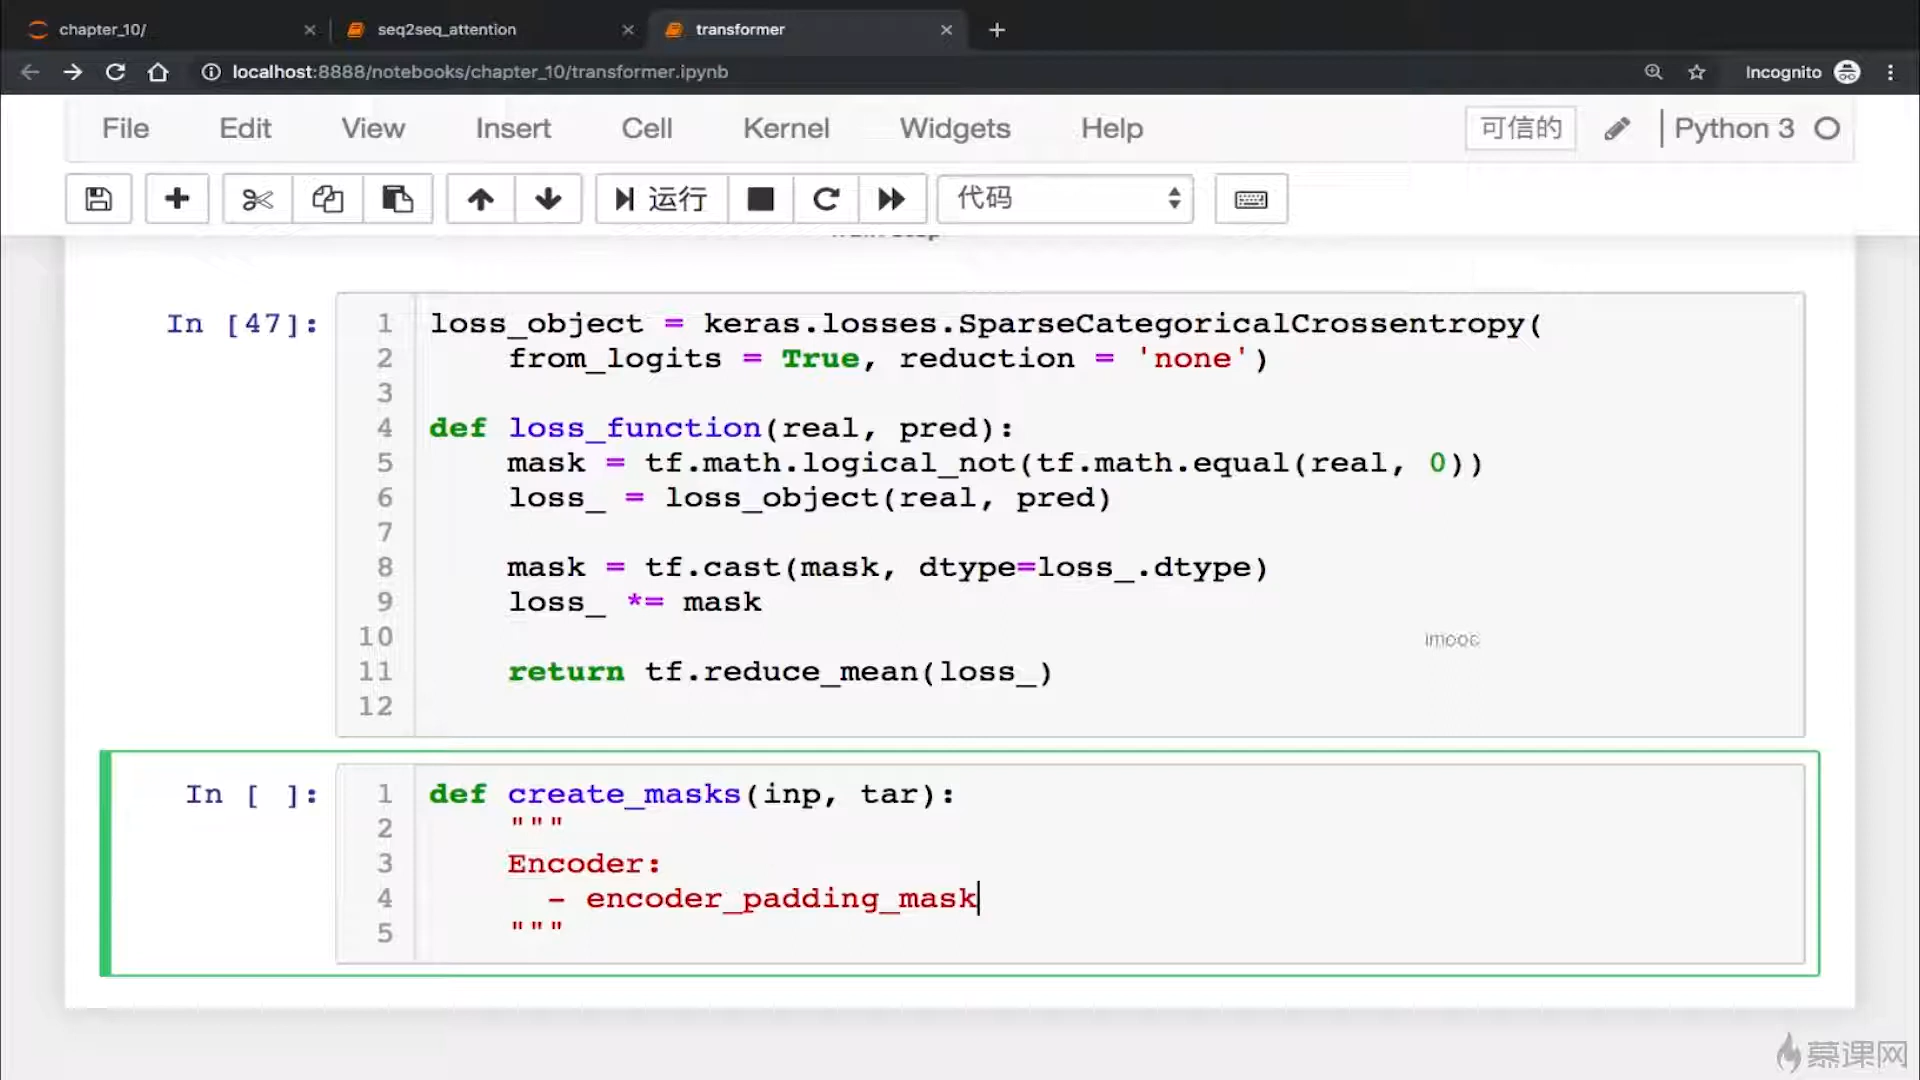 chapter_10/
seq2seq_attention
transformer
localhost:8888/notebooks/chapter_10/transformer.ipynb
Incognito
File Edit View Insert Cell Kernel Widgets Help
可信的
Python 3
运行
代码
In [47]:
1 loss_object = keras.losses.SparseCategoricalCrossentropy(
2 from_logits = True, reduction = 'none')
3
4 def loss_function(real, pred):
5 mask = tf.math.logical_not(tf.math.equal(real, 0))
6 loss_ = loss_object(real, pred)
7
8 mask = tf.cast(mask, dtype=loss_.dtype)
9 loss_ *= mask
10
imooc
11 return tf.reduce_mean(loss_)
12
In [ ]:
1 def create_masks(inp, tar):
2 """
3 Encoder:
4 - encoder_padding_mask
5 """
慕课网